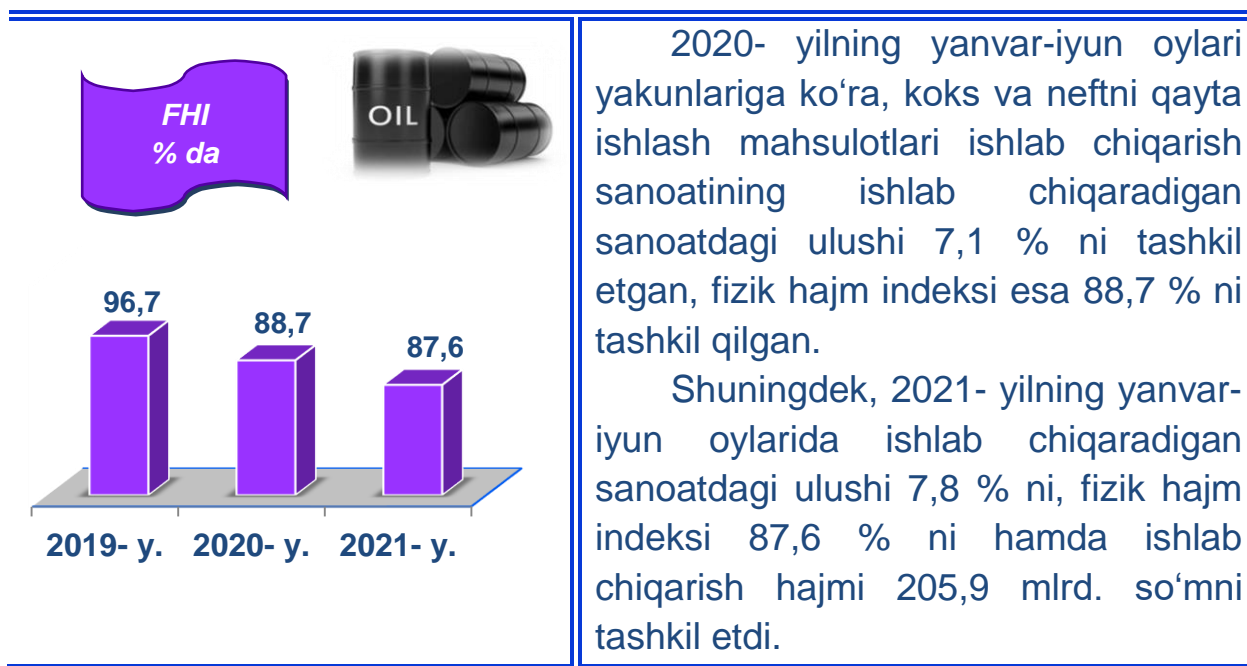 FHI
% da
OIL
96,7
88,7
87,6
2019- y. 2020- y. 2021- y.
2020- yilning yanvar-iyun oylari
yakunlariga ko‘ra, koks va neftni qayta
ishlash mahsulotlari ishlab chiqarish
sanoatining ishlab chiqaradigan
sanoatdagi ulushi 7,1 % ni tashkil
etgan, fizik hajm indeksi esa 88,7 % ni
tashkil qilgan.
Shuningdek, 2021- yilning yanvar-
iyun oylarida ishlab chiqaradigan
sanoatdagi ulushi 7,8 % ni, fizik hajm
indeksi 87,6 % ni hamda ishlab
chiqarish hajmi 205,9 mlrd. so‘mni
tashkil etdi.